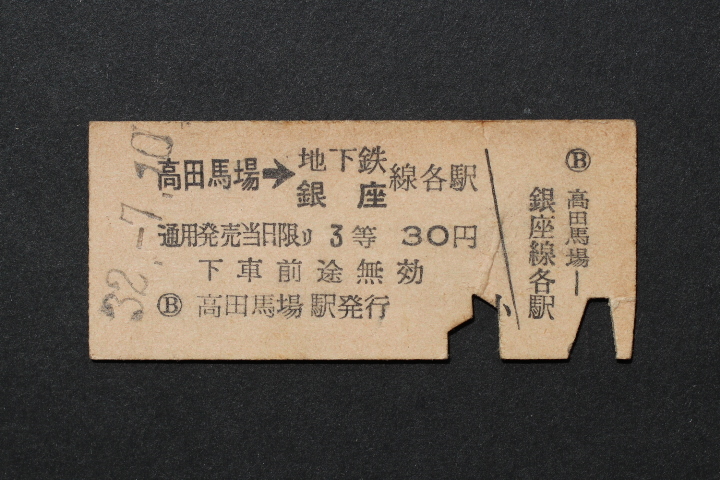 32.-7.10
高田馬場➔地下鉄銀座線各駅
通用発売当日限り 3等 30円
下車前途無効
Ⓑ 高田馬場駅発行
小
Ⓑ 高田馬場―
銀座線各駅